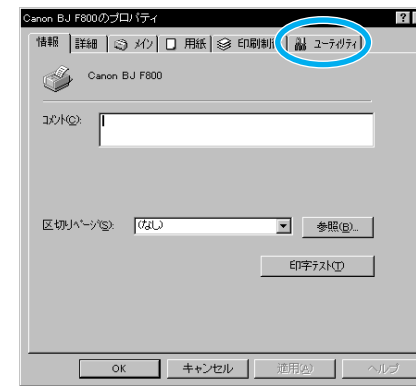 Canon BJ F800のプロパティ
情報 詳細 メイン 用紙 印刷制 ユーティリティ
Canon BJ F800
コメント(C):
区切りページ(S): (なし) 参照(B)...
印字テスト(T)
OK キャンセル 適用(A) ヘルプ